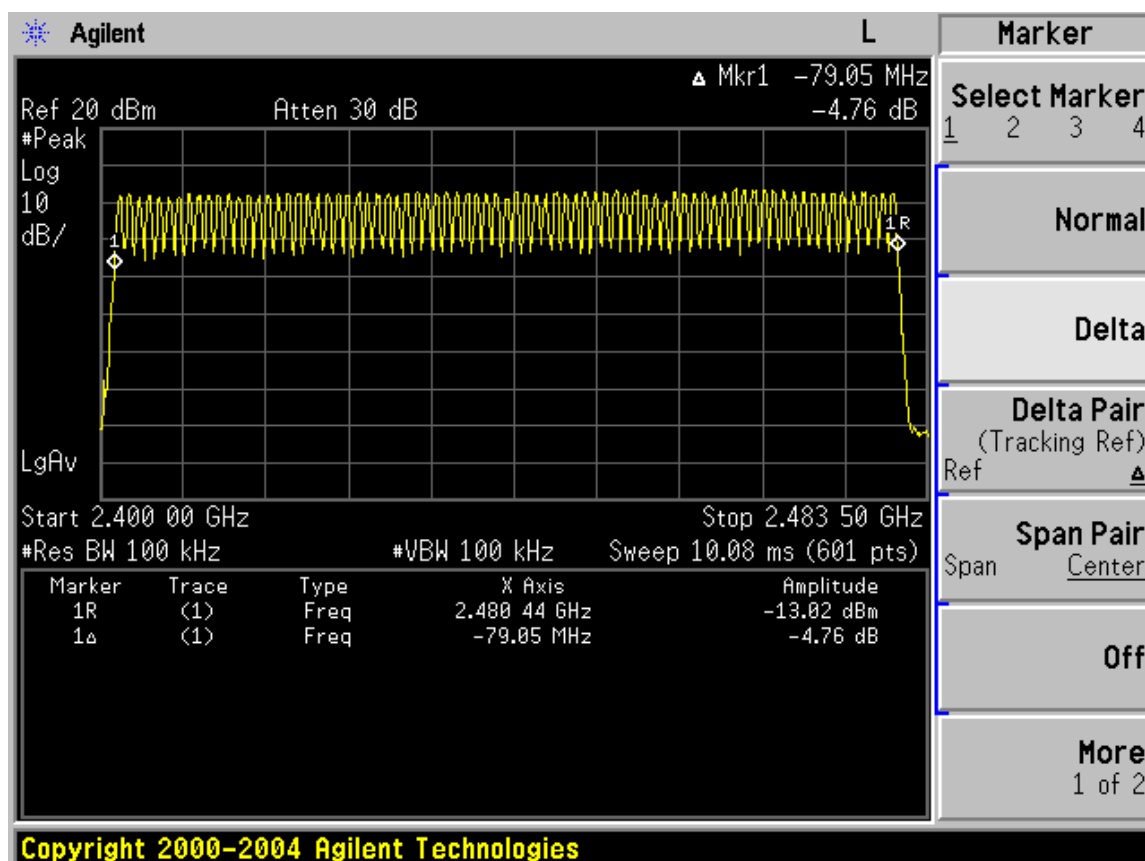 Agilent L
Δ Mkr1 -79.05 MHz
Ref 20 dBm Atten 30 dB -4.76 dB
#Peak
Log
10
dB/
1
1R
LgAv
Start 2.400 00 GHz Stop 2.483 50 GHz
#Res BW 100 kHz #VBW 100 kHz Sweep 10.08 ms (601 pts)
Marker Trace Type X Axis Amplitude
1R (1) Freq 2.480 44 GHz -13.02 dBm
1Δ (1) Freq -79.05 MHz -4.76 dB
Copyright 2000-2004 Agilent Technologies
Marker
Select Marker
1 2 3 4
Normal
Delta
Delta Pair
(Tracking Ref)
Ref Δ
Span Pair
Span Center
Off
More
1 of 2